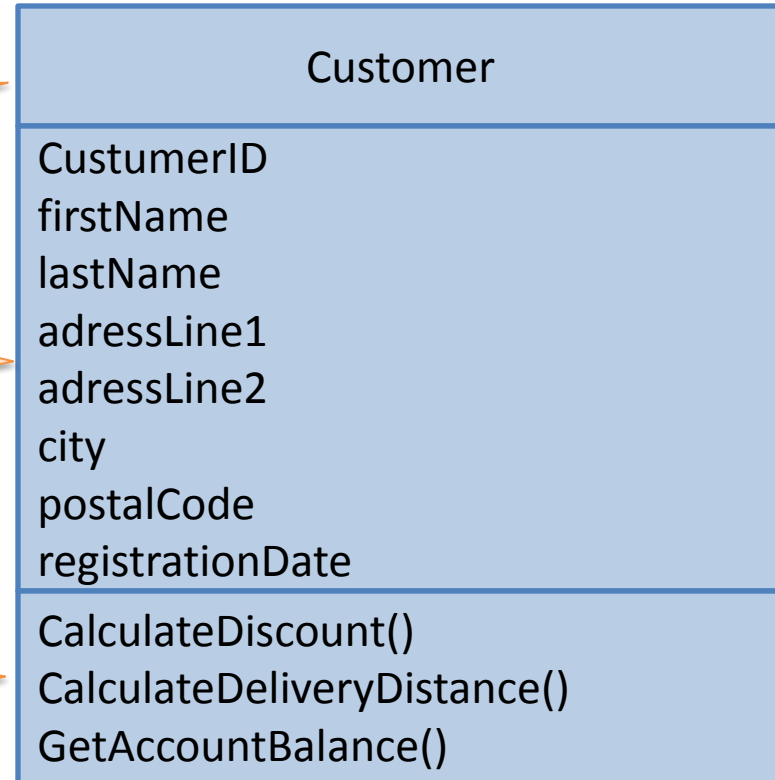 Customer
CustumerID
firstName
lastName
adressLine1
adressLine2
city
postalCode
registrationDate
CalculateDiscount()
CalculateDeliveryDistance()
GetAccountBalance()